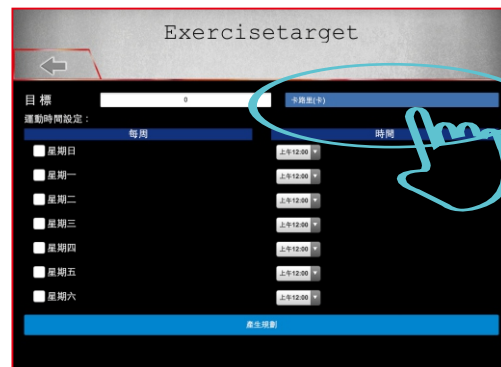 Exercisetarget
目標 0 卡路里(卡)
運動時間設定：
每周 時間
星期日 上午12:00
星期一 上午12:00
星期二 上午12:00
星期三 上午12:00
星期四 上午12:00
星期五 上午12:00
星期六 上午12:00
產生規劃